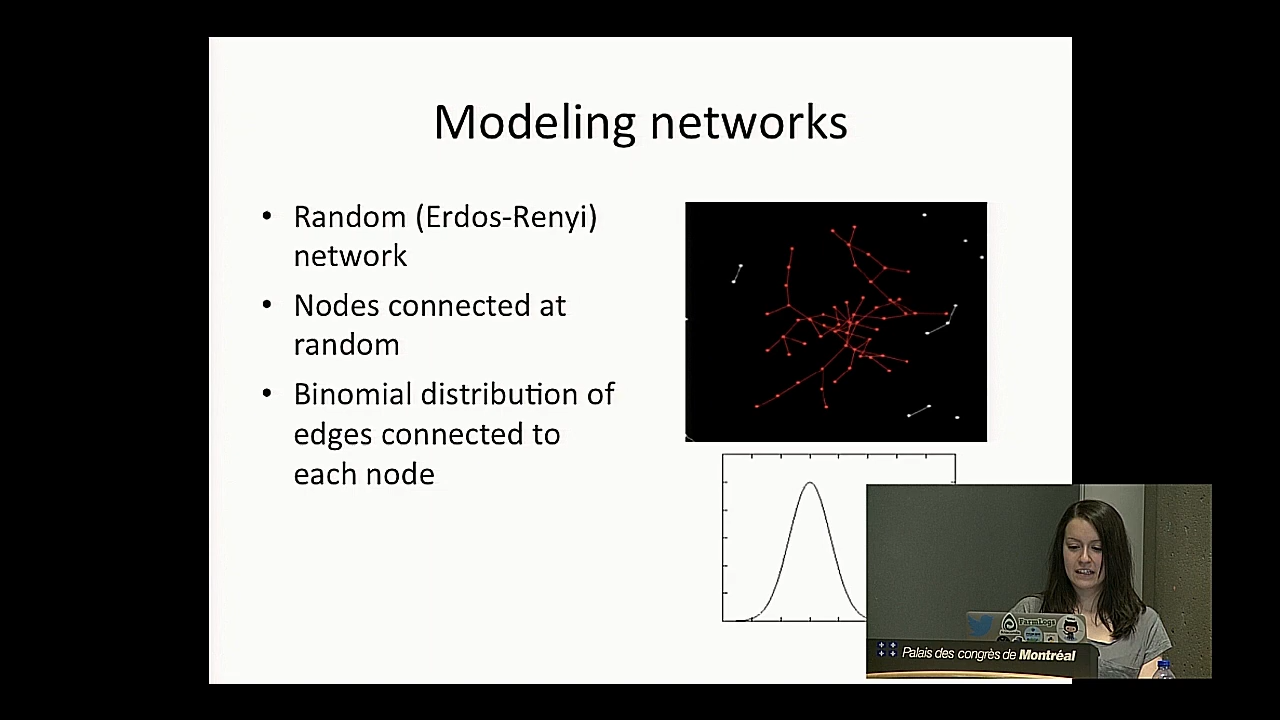 Modeling networks
• Random (Erdos-Renyi)
network
• Nodes connected at
random
• Binomial distribution of
edges connected to
each node
FarmLogs
Palais des congrès de Montréal